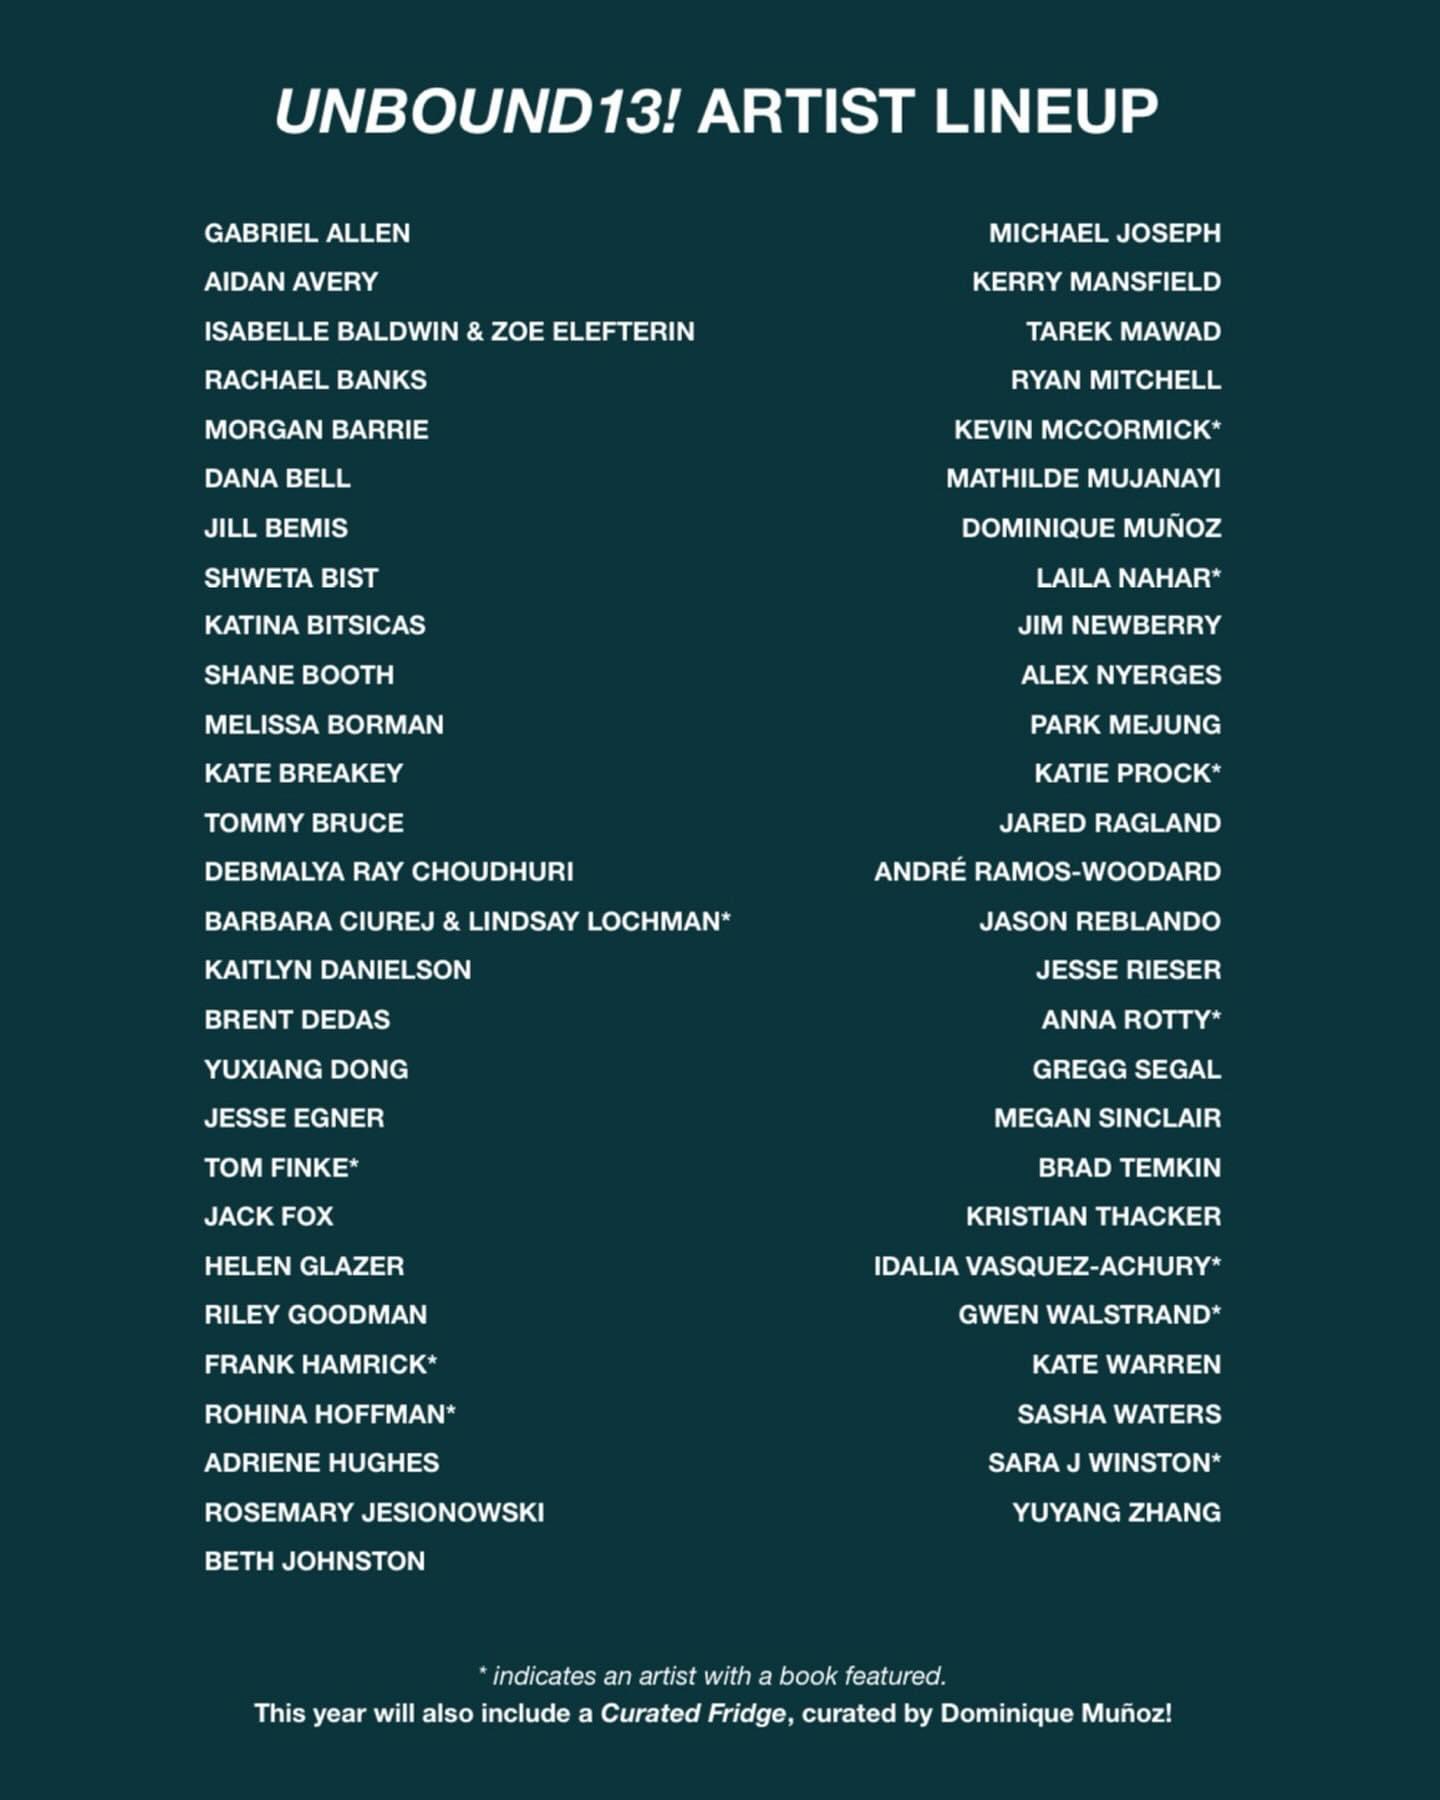 UNBOUND13! ARTIST LINEUP
GABRIEL ALLEN
AIDAN AVERY
ISABELLE BALDWIN & ZOE ELEFTERIN
RACHAEL BANKS
MORGAN BARRIE
DANA BELL
JILL BEMIS
SHWETA BIST
KATINA BITSICAS
SHANE BOOTH
MELISSA BORMAN
KATE BREAKEY
TOMMY BRUCE
DEBMALYA RAY CHOUDHURI
BARBARA CIUREJ & LINDSAY LOCHMAN*
KAITLYN DANIELSON
BRENT DEDAS
YUXIANG DONG
JESSE EGNER
TOM FINKE*
JACK FOX
HELEN GLAZER
RILEY GOODMAN
FRANK HAMRICK*
ROHINA HOFFMAN*
ADRIENE HUGHES
ROSEMARY JESIONOWSKI
BETH JOHNSTON
MICHAEL JOSEPH
KERRY MANSFIELD
TAREK MAWAD
RYAN MITCHELL
KEVIN MCCORMICK*
MATHILDE MUJANAYI
DOMINIQUE MUÑOZ
LAILA NAHAR*
JIM NEWBERRY
ALEX NYERGES
PARK MEJUNG
KATIE PROCK*
JARED RAGLAND
ANDRÉ RAMOS-WOODARD
JASON REBLANDO
JESSE RIESER
ANNA ROTTY*
GREGG SEGAL
MEGAN SINCLAIR
BRAD TEMKIN
KRISTIAN THACKER
IDALIA VASQUEZ-ACHURY*
GWEN WALSTRAND*
KATE WARREN
SASHA WATERS
SARA J WINSTON*
YUYANG ZHANG
* indicates an artist with a book featured.
This year will also include a Curated Fridge, curated by Dominique Muñoz!